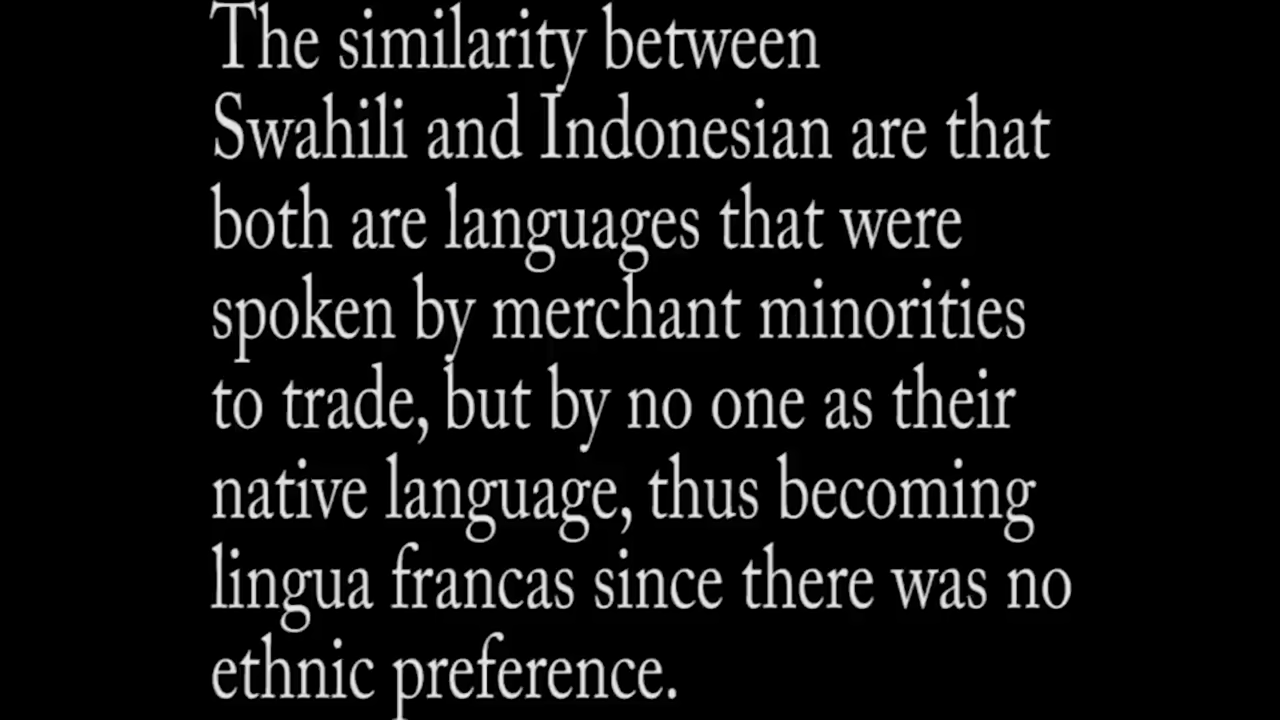 The similarity between
Swahili and Indonesian are that
both are languages that were
spoken by merchant minorities
to trade, but by no one as their
native language, thus becoming
lingua francas since there was no
ethnic preference.